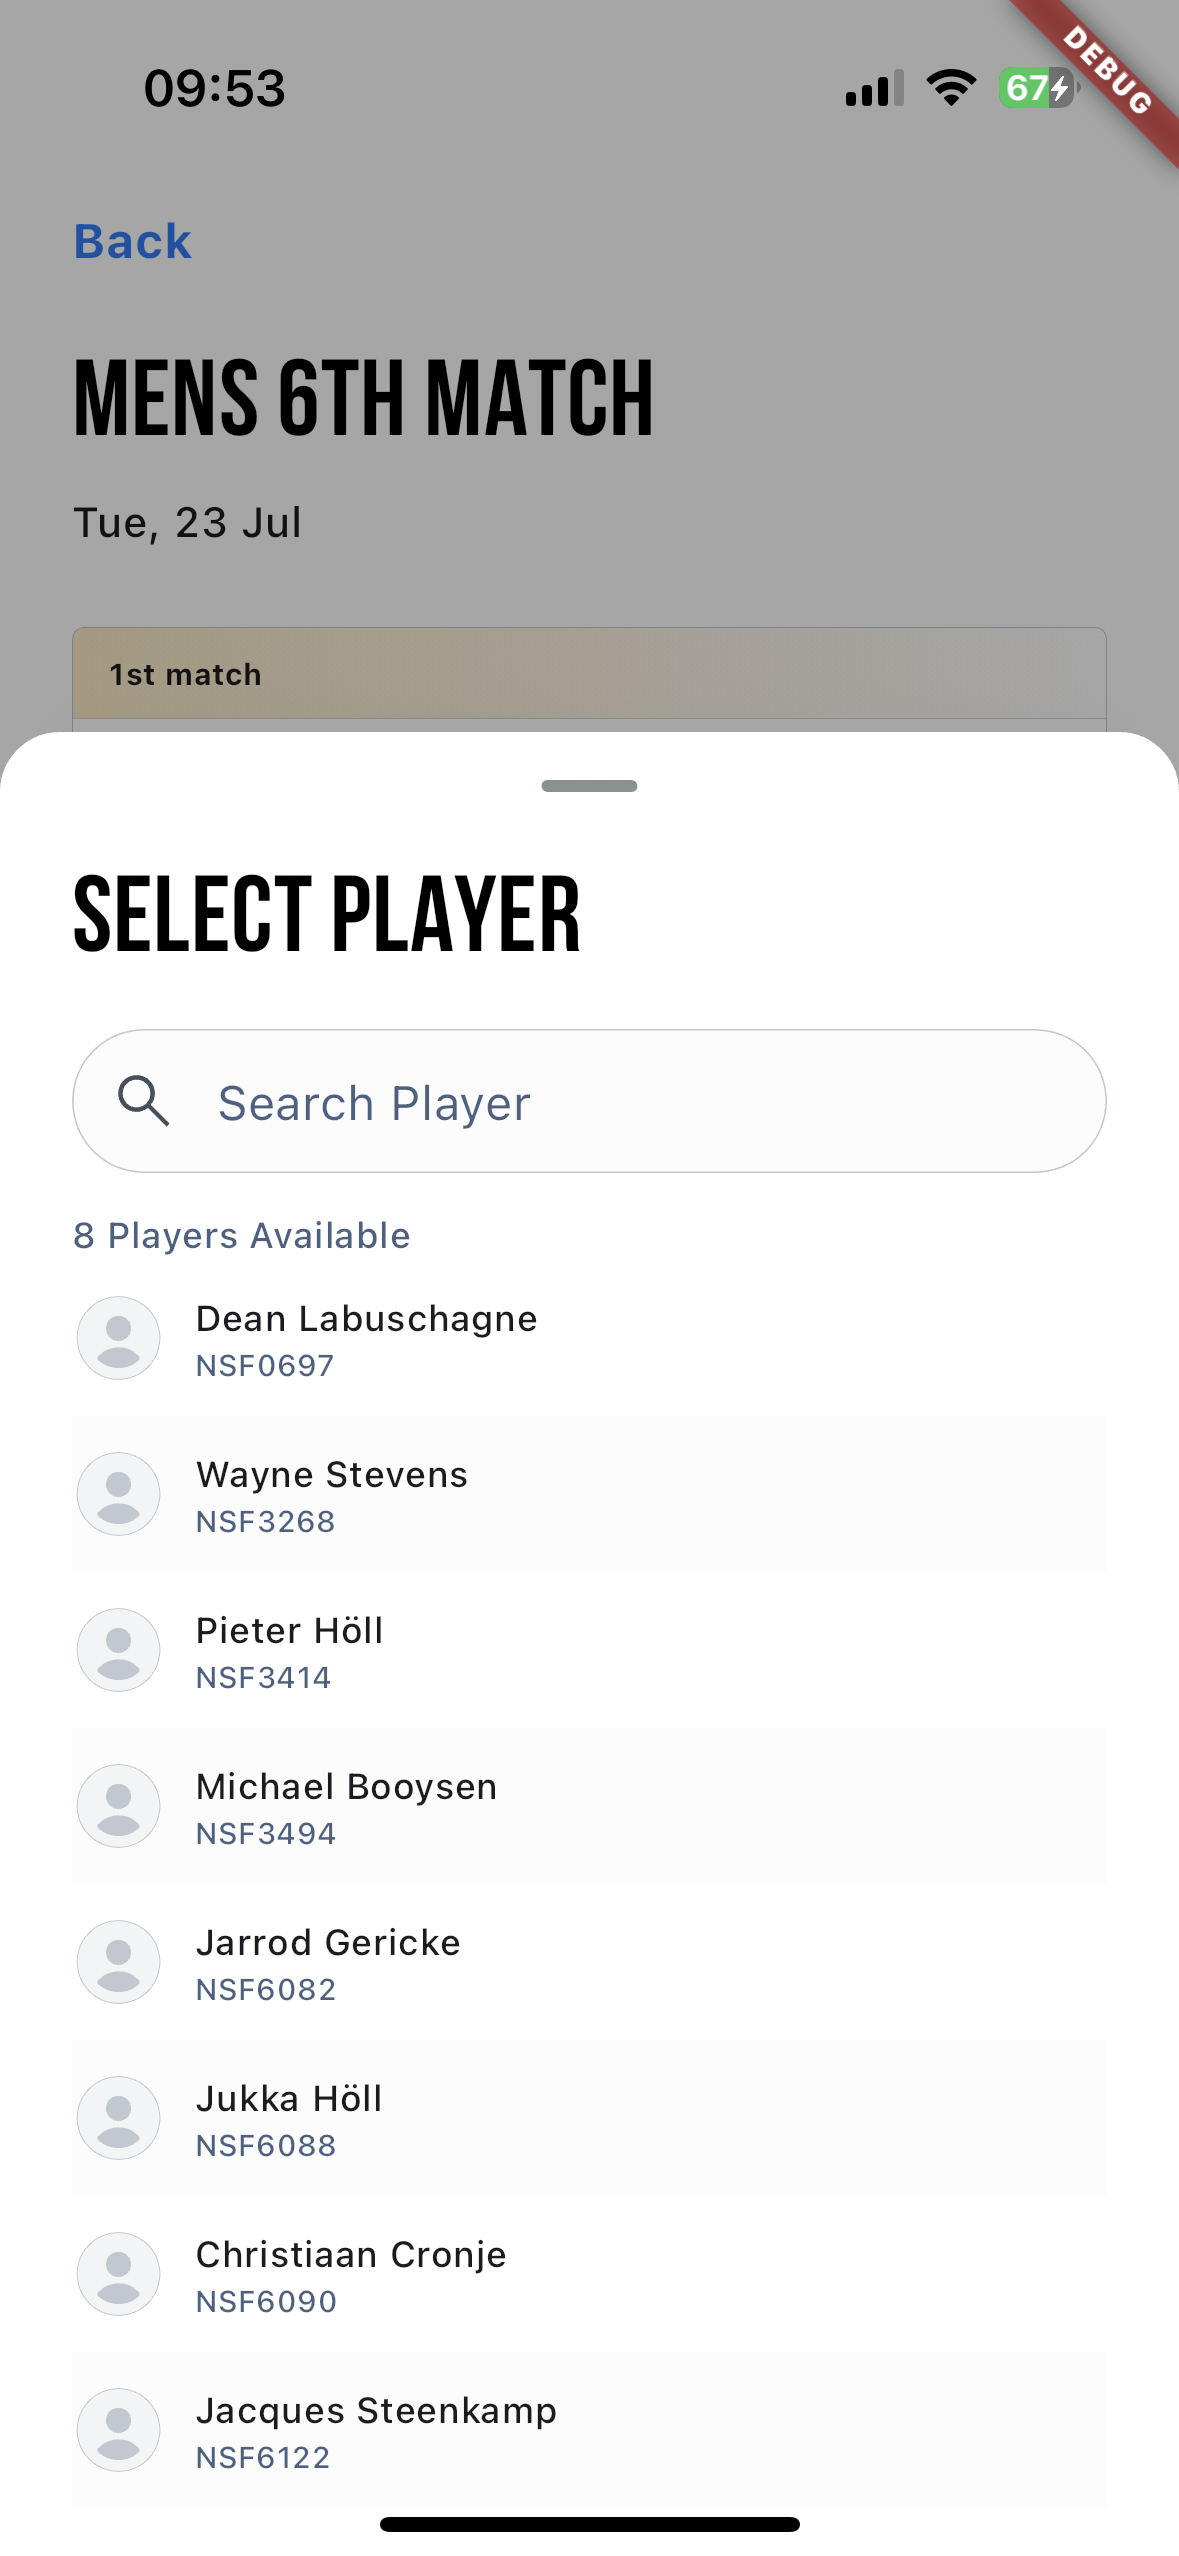 09:53
67
DEBUG
Back
MENS 6TH MATCH
Tue, 23 Jul
1st match
SELECT PLAYER
Search Player
8 Players Available
Dean Labuschagne
NSF0697
Wayne Stevens
NSF3268
Pieter Höll
NSF3414
Michael Booysen
NSF3494
Jarrod Gericke
NSF6082
Jukka Höll
NSF6088
Christiaan Cronje
NSF6090
Jacques Steenkamp
NSF6122